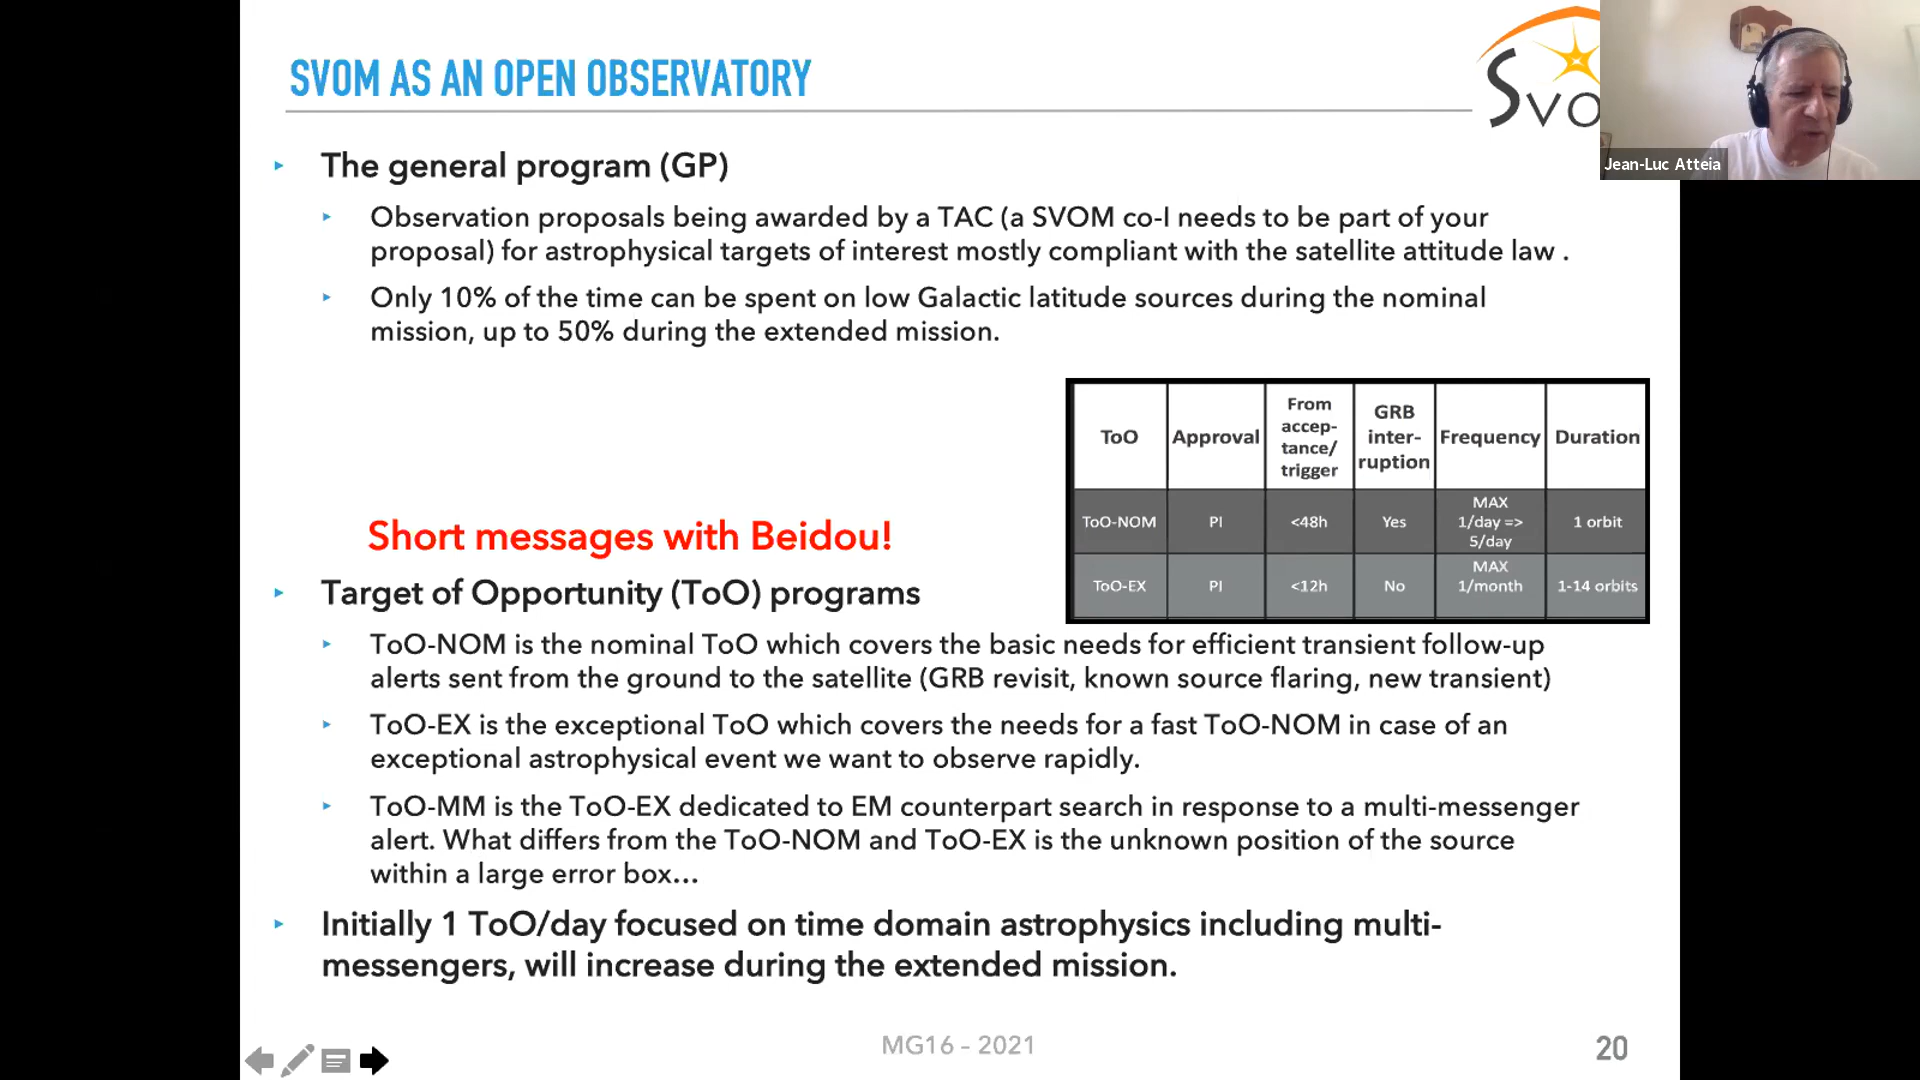 SVOM AS AN OPEN OBSERVATORY
SVO
Jean-Luc Atteia
The general program (GP)
Observation proposals being awarded by a TAC (a SVOM co-I needs to be part of your
proposal) for astrophysical targets of interest mostly compliant with the satellite attitude law .
Only 10% of the time can be spent on low Galactic latitude sources during the nominal
mission, up to 50% during the extended mission.
ToO
Approval
From
accep-
tance/
trigger
GRB
inter-
ruption
Frequency
Duration
ToO-NOM
PI
<48h
Yes
MAX
1/day =>
5/day
1 orbit
ToO-EX
PI
<12h
No
MAX
1/month
1-14 orbits
Short messages with Beidou!
Target of Opportunity (ToO) programs
ToO-NOM is the nominal ToO which covers the basic needs for efficient transient follow-up
alerts sent from the ground to the satellite (GRB revisit, known source flaring, new transient)
ToO-EX is the exceptional ToO which covers the needs for a fast ToO-NOM in case of an
exceptional astrophysical event we want to observe rapidly.
ToO-MM is the ToO-EX dedicated to EM counterpart search in response to a multi-messenger
alert. What differs from the ToO-NOM and ToO-EX is the unknown position of the source
within a large error box...
Initially 1 ToO/day focused on time domain astrophysics including multi-
messengers, will increase during the extended mission.
MG16 - 2021
20